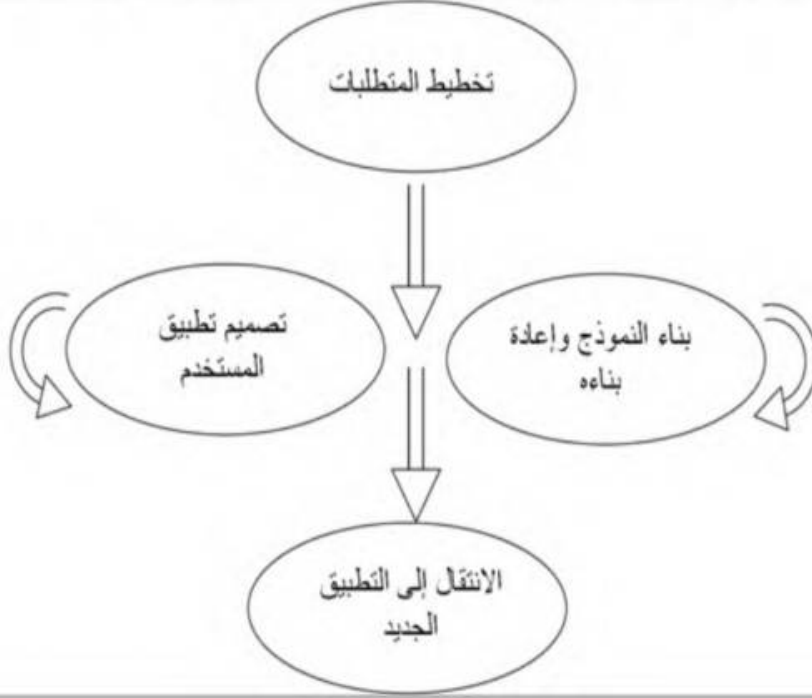 تخطيط المتطلبات
بناء النموذج وإعادة
بناءه
تصميم تطبيق
المستخدم
الانتقال إلى التطبيق
الجديد